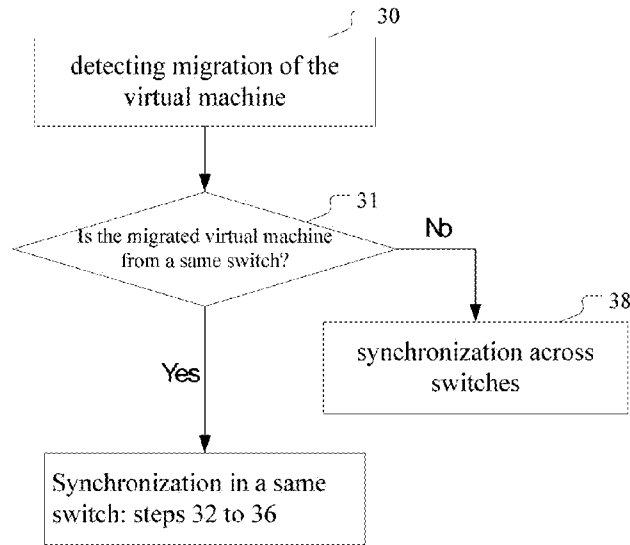 30
detecting migration of the
virtual machine
31
Is the migrated virtual machine
from a same switch?
No
38
synchronization across
switches
Yes
Synchronization in a same
switch: steps 32 to 36